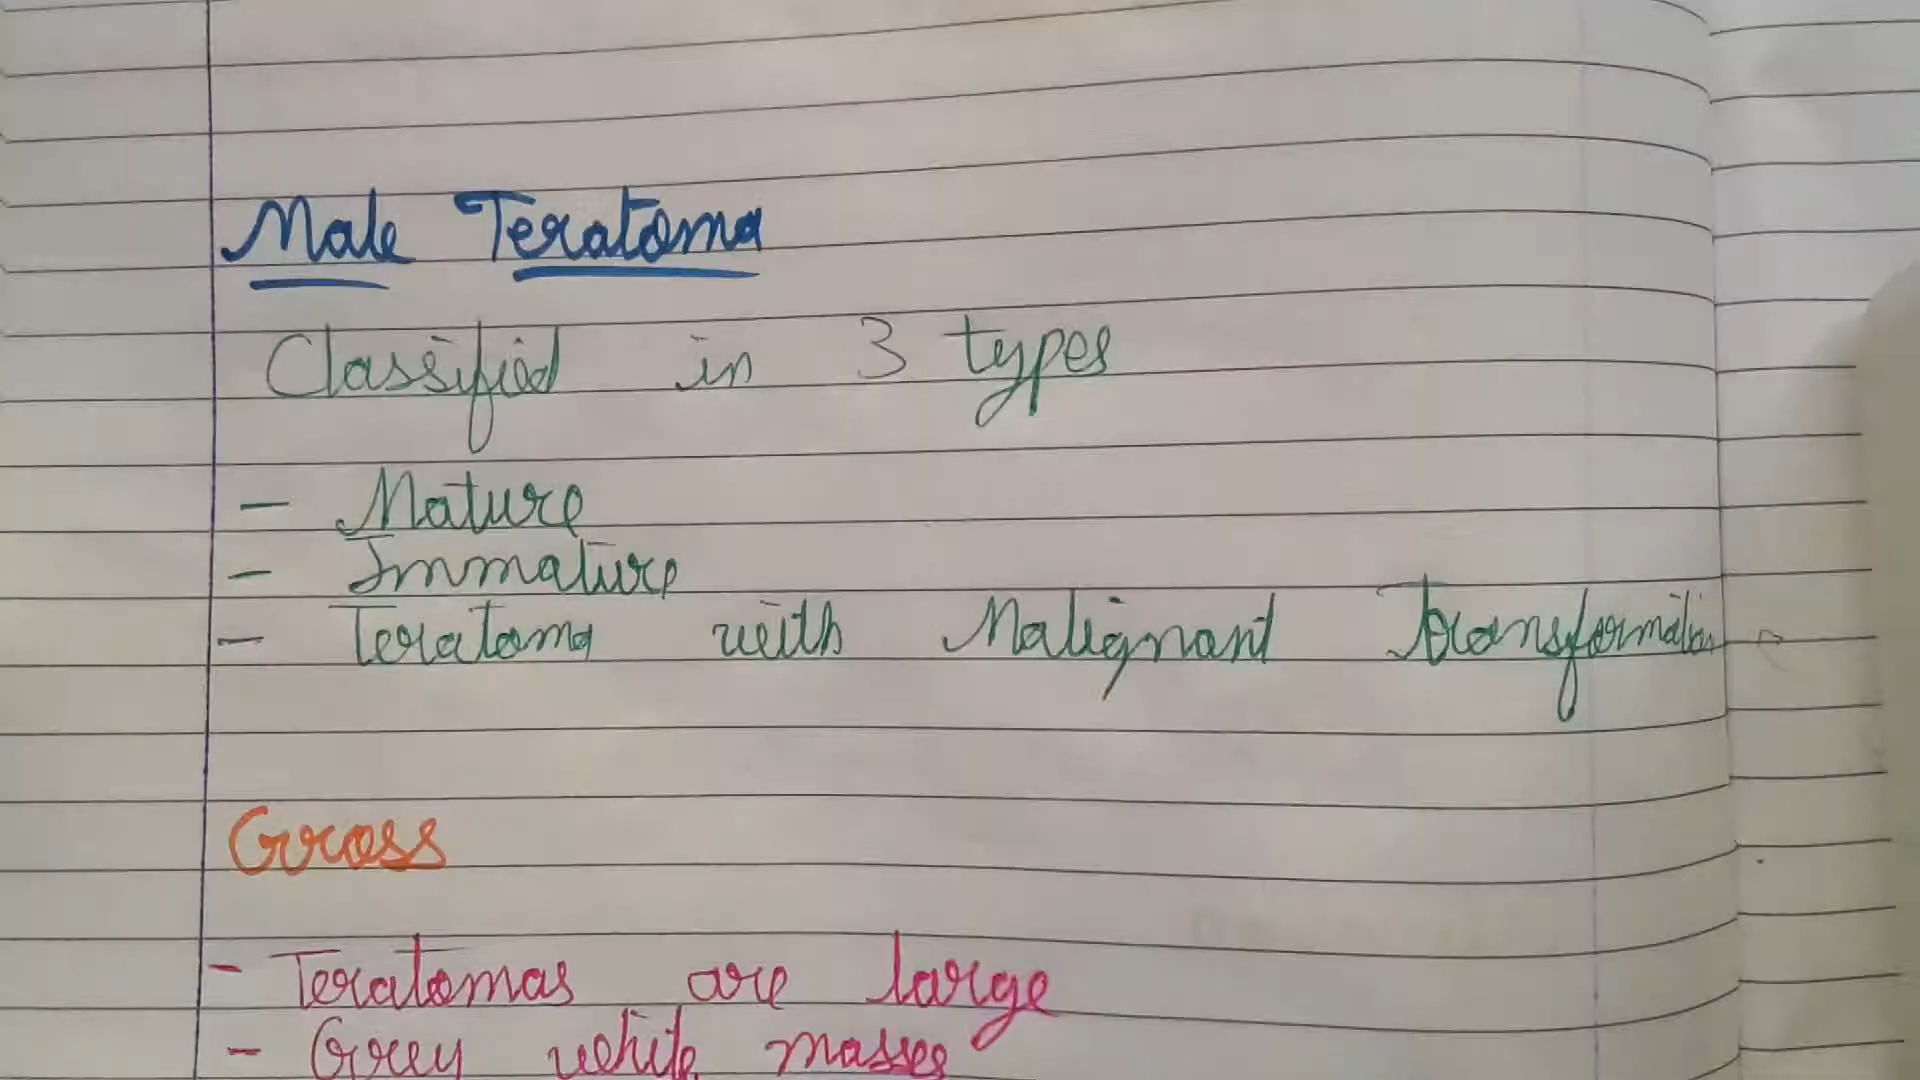 Male Teratoma
Classified in 3 types
- Mature
- Immature
- Teratoma with Malignant Transformation
Gross
- Teratomas are large
- Grey white masses